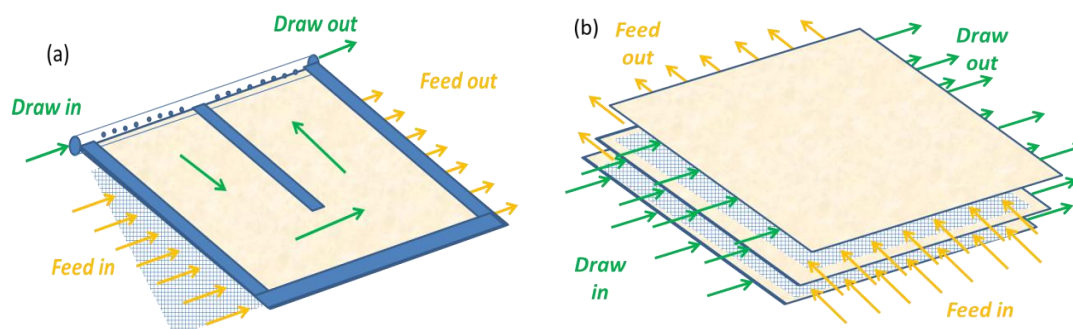 (a)
Draw out
Draw in
Feed out
Feed in
(b)
Feed
out
Draw
out
Draw
in
Feed in